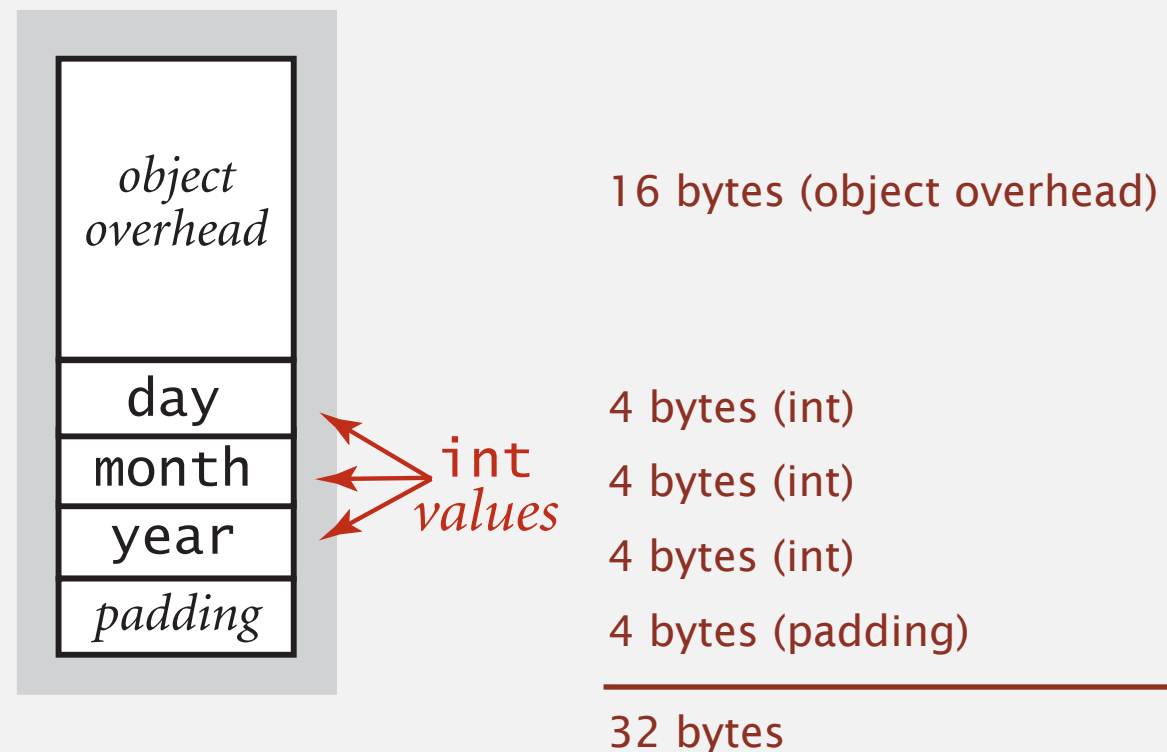 object
overhead
16 bytes (object overhead)
day
4 bytes (int)
month
int
values
4 bytes (int)
year
4 bytes (int)
padding
4 bytes (padding)
32 bytes